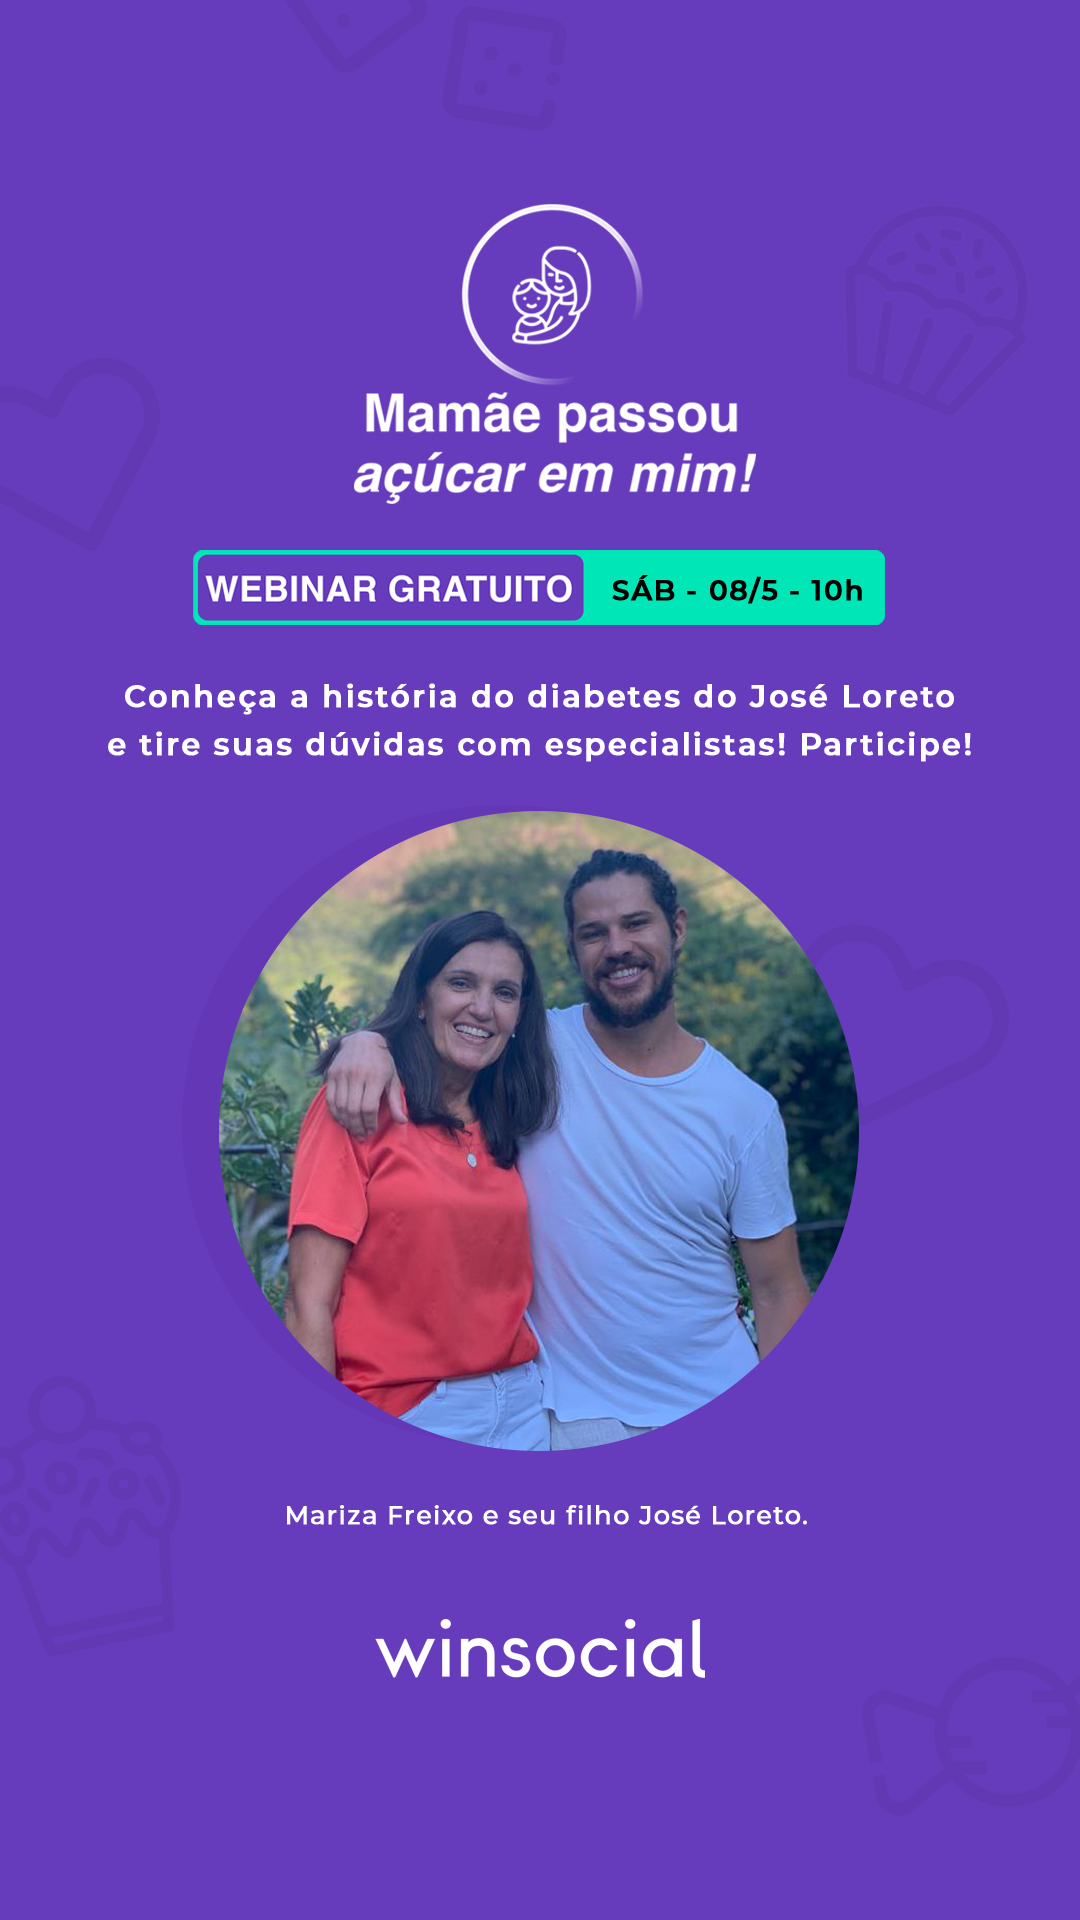 Mamãe passou
açúcar em mim!
WEBINAR GRATUITO SÁB - 08/5 - 10h
Conheça a história do diabetes do José Loreto
e tire suas dúvidas com especialistas! Participe!
Mariza Freixo e seu filho José Loreto.
winsocial